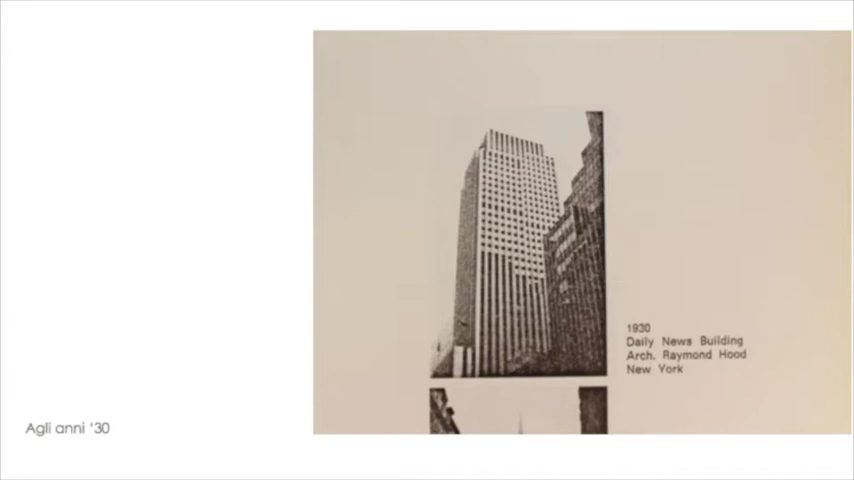 1930
Daily News Building
Arch. Raymond Hood
New York
Agli anni '30